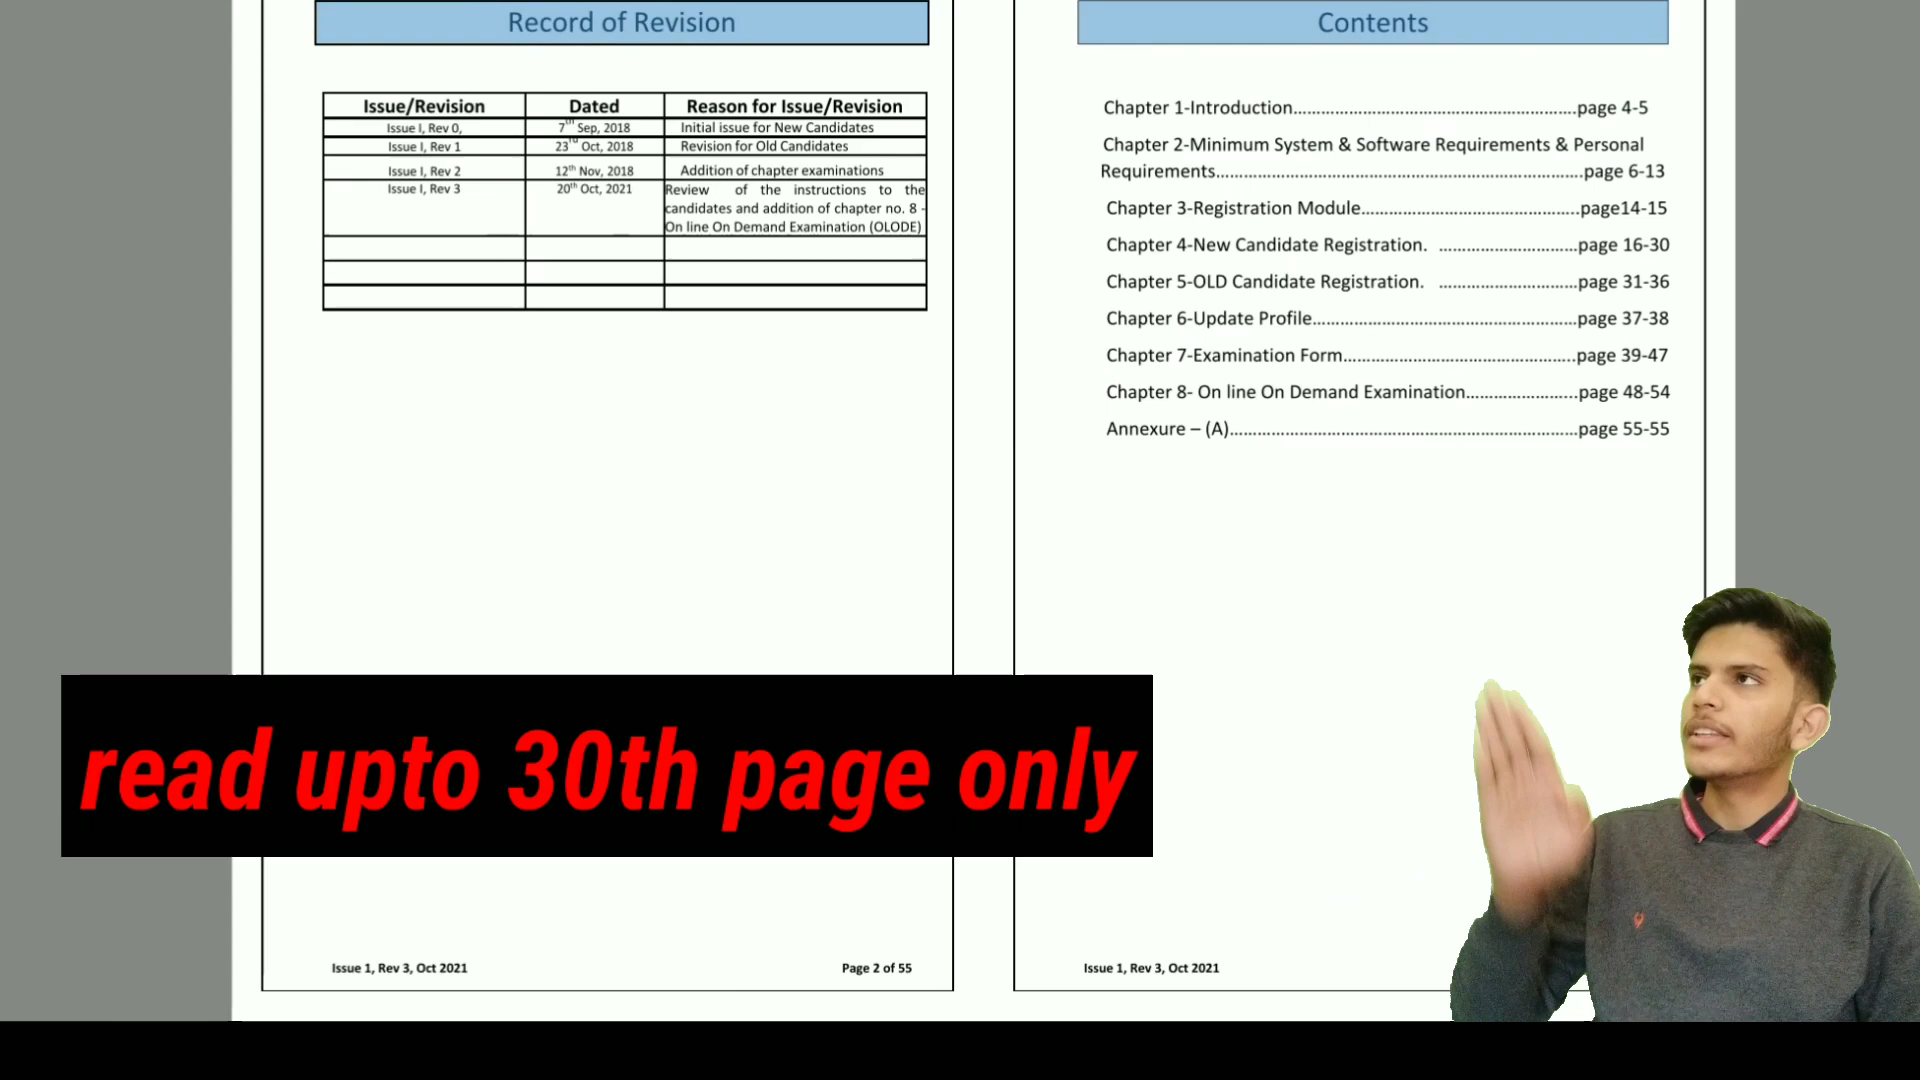 Record of Revision
Issue/Revision Dated Reason for Issue/Revision
Issue I, Rev 0, 7th Sep, 2018 Initial issue for New Candidates
Issue I, Rev 1 23rd Oct, 2018 Revision for Old Candidates
Issue I, Rev 2 12th Nov, 2018 Addition of chapter examinations
Issue I, Rev 3 20th Oct, 2021 Review of the instructions to the
candidates and addition of chapter no. 8 -
On line On Demand Examination (OLODE)
read upto 30th page only
Issue 1, Rev 3, Oct 2021 Page 2 of 55
Contents
Chapter 1-Introduction.................................................................page 4-5
Chapter 2-Minimum System & Software Requirements & Personal
Requirements.................................................................page 6-13
Chapter 3-Registration Module.............................................page14-15
Chapter 4-New Candidate Registration. .............................page 16-30
Chapter 5-OLD Candidate Registration. .............................page 31-36
Chapter 6-Update Profile.....................................................page 37-38
Chapter 7-Examination Form................................................page 39-47
Chapter 8- On line On Demand Examination........................page 48-54
Annexure – (A).................................................................page 55-55
Issue 1, Rev 3, Oct 2021